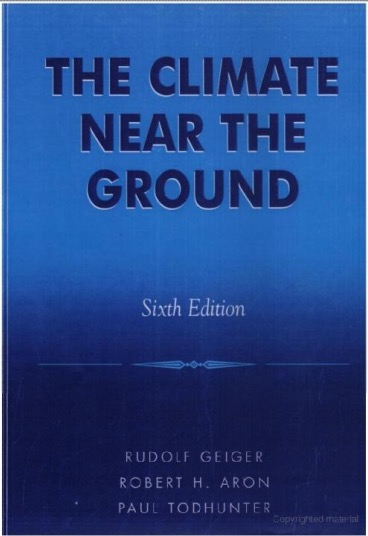 THE CLIMATE
NEAR THE
GROUND
Sixth Edition
RUDOLF GEIGER
ROBERT H. ARON
PAUL TODHUNTER
Copyrighted material